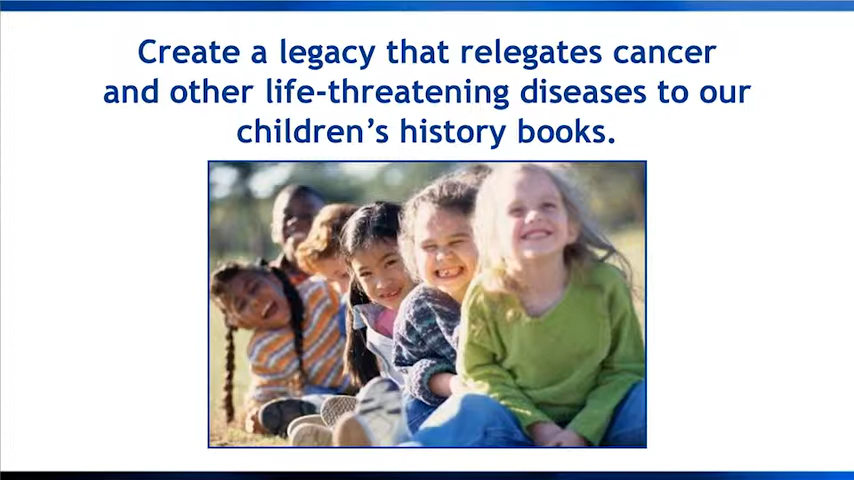 Create a legacy that relegates cancer
and other life-threatening diseases to our
children’s history books.